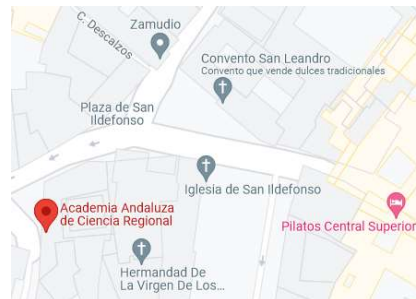 Zamudio
C. Descalzos
Convento San Leandro
Convento que vende dulces tradicionales
Plaza de San
Ildefonso
Iglesia de San Ildefonso
Academia Andaluza
de Ciencia Regional
Pilatos Central Superior
Hermandad De
La Virgen De Los...